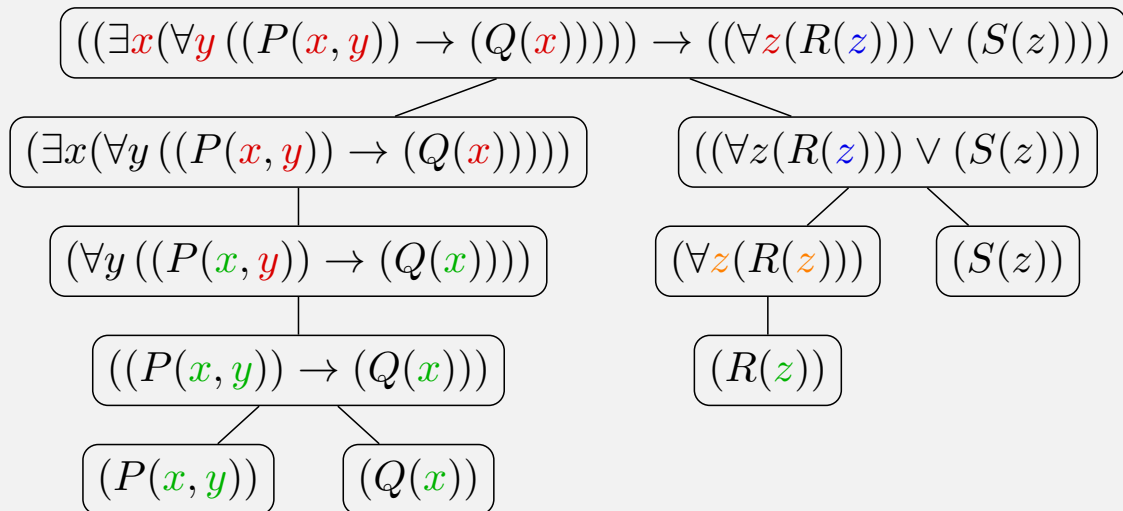 ((∃x(∀y ((P(x, y)) → (Q(x))))) → ((∀z(R(z))) ∨ (S(z))))
(∃x(∀y ((P(x, y)) → (Q(x))))) ((∀z(R(z))) ∨ (S(z)))
(∀y ((P(x, y)) → (Q(x)))) (∀z(R(z))) (S(z))
((P(x, y)) → (Q(x))) (R(z))
(P(x, y)) (Q(x))